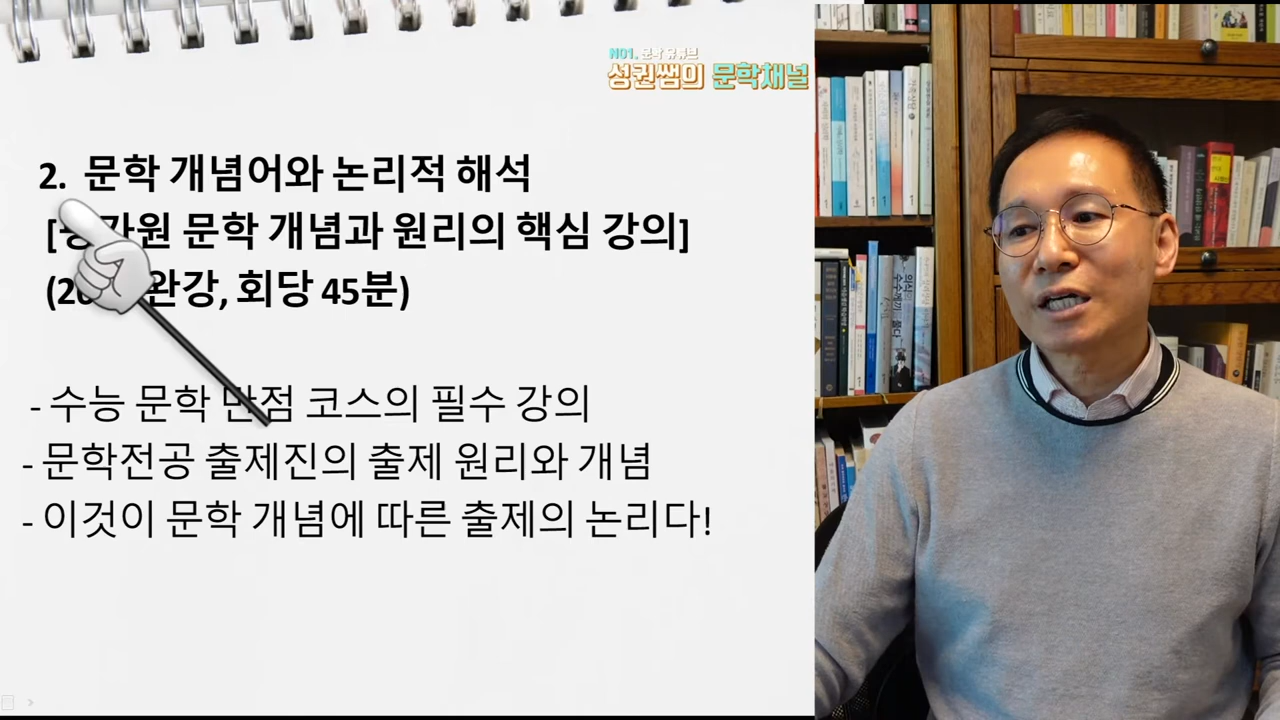 NO1. 문학 유튜브
성권쌤의 문학채널
2. 문학 개념어와 논리적 해석
문학 개념과 원리의 핵심 강의]
회당 45분)
- 수능 문학 만점 코스의 필수 강의
- 문학전공 출제진의 출제 원리와 개념
- 이것이 문학 개념에 따른 출제의 논리다!